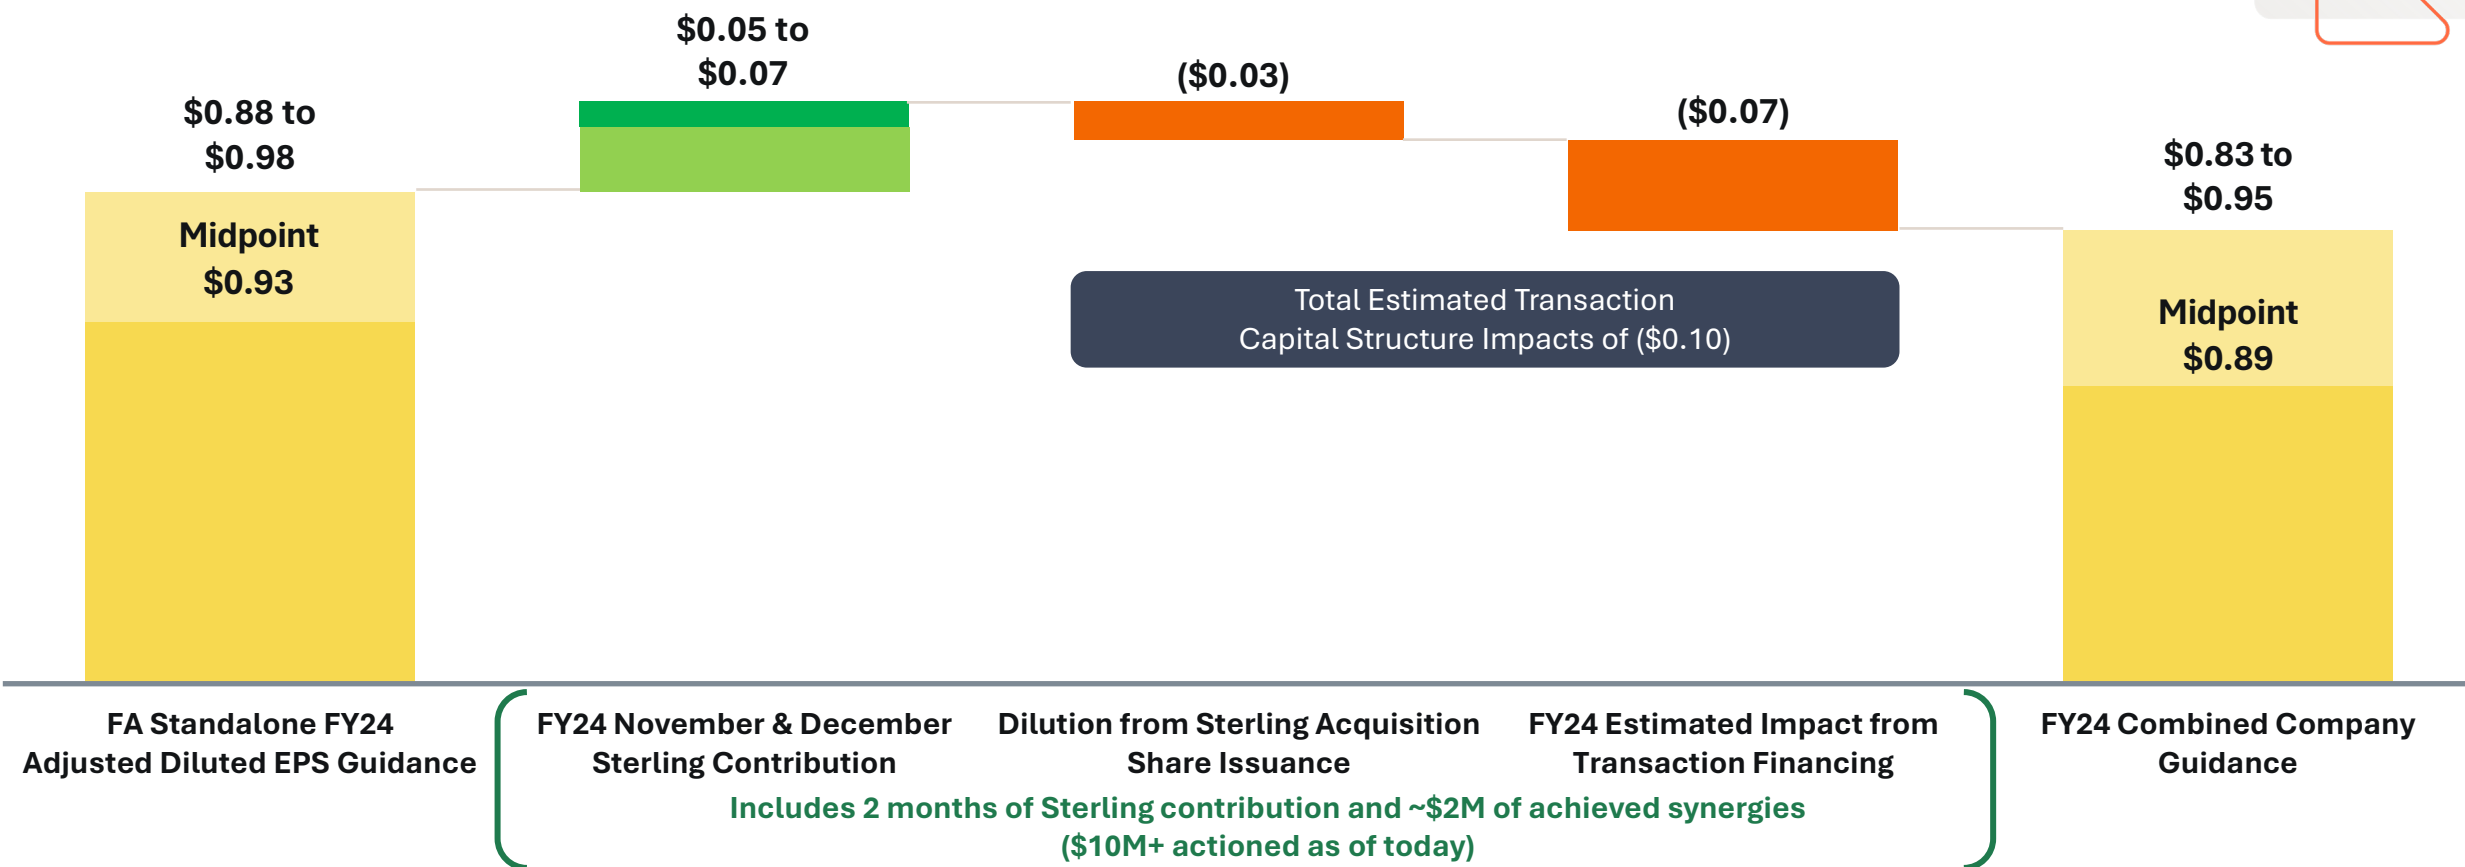 $0.88 to
$0.98
Midpoint
$0.93
$0.05 to
$0.07
($0.03)
($0.07)
Total Estimated Transaction
Capital Structure Impacts of ($0.10)
$0.83 to
$0.95
Midpoint
$0.89
FA Standalone FY24
Adjusted Diluted EPS Guidance
FY24 November & December
Sterling Contribution
Dilution from Sterling Acquisition
Share Issuance
FY24 Estimated Impact from
Transaction Financing
FY24 Combined Company
Guidance
Includes 2 months of Sterling contribution and ~$2M of achieved synergies
($10M+ actioned as of today)